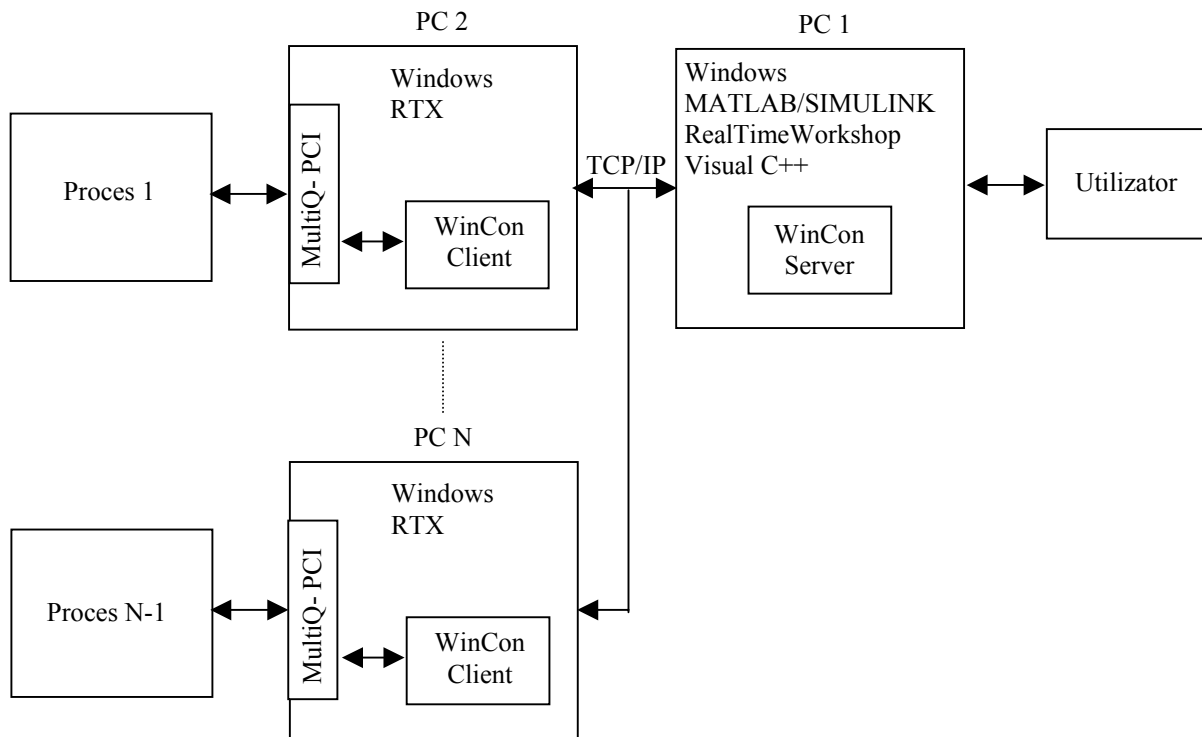 PC 2
PC 1
Windows
RTX
Windows
MATLAB/SIMULINK
RealTimeWorkshop
Visual C++
Proces 1
MultiQ- PCI
WinCon
Client
TCP/IP
WinCon
Server
Utilizator
PC N
Windows
RTX
Proces N-1
MultiQ- PCI
WinCon
Client